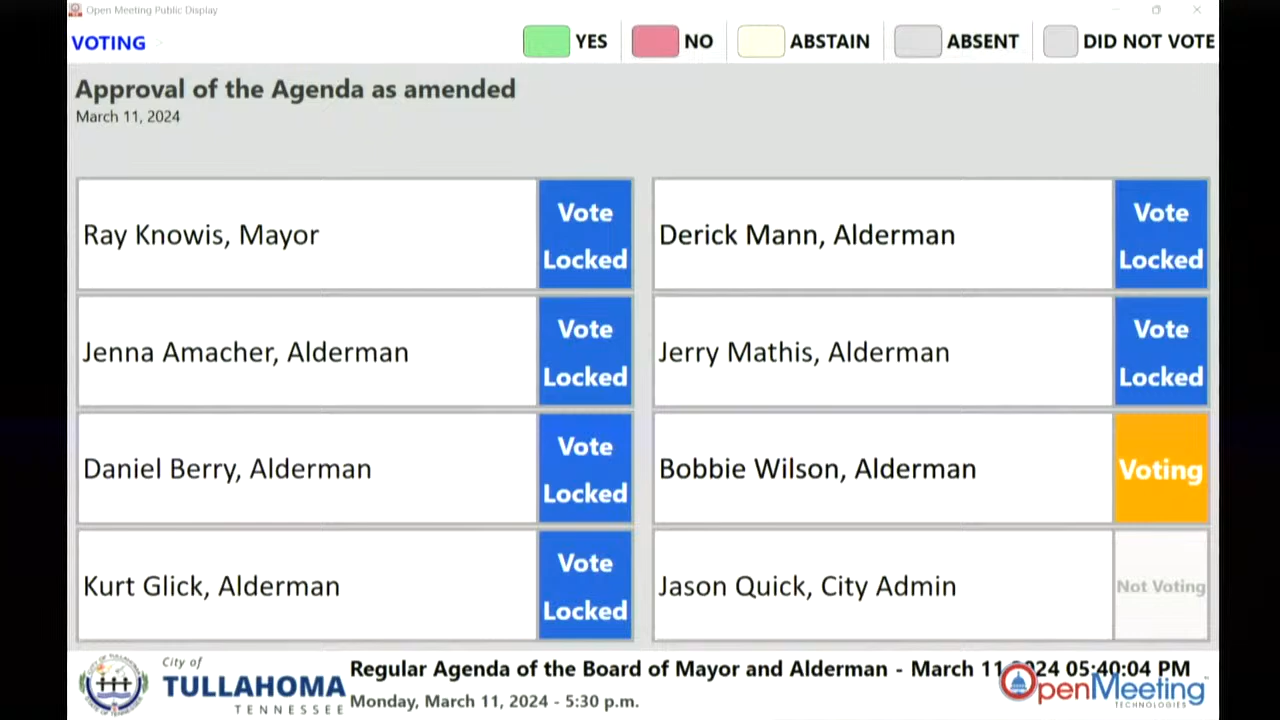 Open Meeting Public Display
VOTING
YES
NO
ABSTAIN
ABSENT
DID NOT VOTE
Approval of the Agenda as amended
March 11, 2024
Ray Knowis, Mayor
Vote
Locked
Derick Mann, Alderman
Vote
Locked
Jenna Amacher, Alderman
Vote
Locked
Jerry Mathis, Alderman
Vote
Locked
Daniel Berry, Alderman
Vote
Locked
Bobbie Wilson, Alderman
Voting
Kurt Glick, Alderman
Vote
Locked
Jason Quick, City Admin
Not Voting
City of
TULLAHOMA
TENNESSEE
Regular Agenda of the Board of Mayor and Alderman - March 11 2024 05:40:04 PM
Monday, March 11, 2024 - 5:30 p.m.
OpenMeeting
TECHNOLOGIES